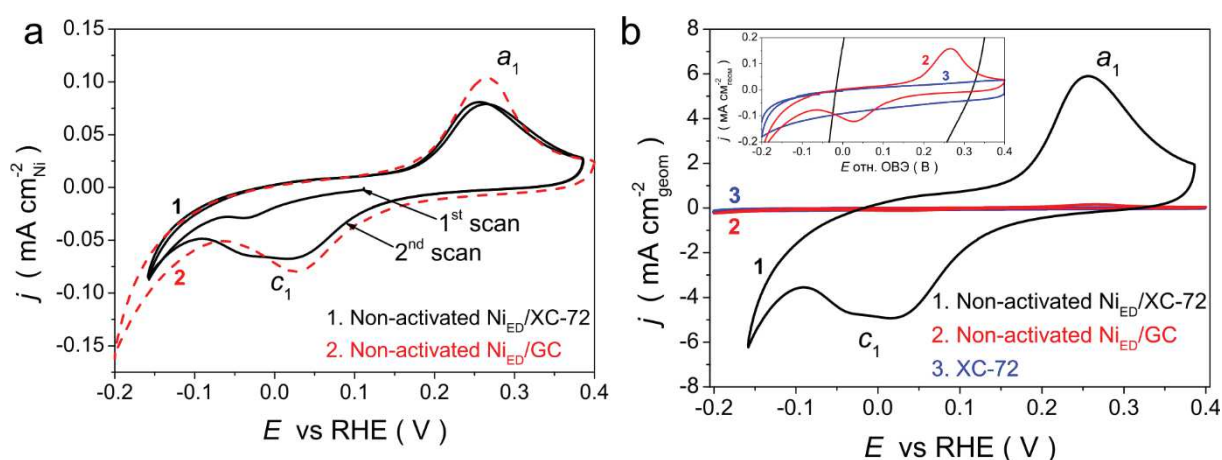 a
j ( mA cm⁻²Ni )
0.15
0.10
0.05
0.00
-0.05
-0.10
-0.15
a1
1
1st scan
2nd scan
2
c1
1. Non-activated NiED/XC-72
2. Non-activated NiED/GC
-0.2 -0.1 0.0 0.1 0.2 0.3 0.4
E vs RHE ( V )
b
j ( mA cm⁻²geom )
8
6
4
2
0
-2
-4
-6
-8
j ( мА см⁻²геом )
0.2
0.1
0.0
-0.1
-0.2
2
3
-0.2 -0.1 0.0 0.1 0.2 0.3 0.4
E отн. ОВЭ ( В )
a1
3
2
1
c1
1. Non-activated NiED/XC-72
2. Non-activated NiED/GC
3. XC-72
-0.2 -0.1 0.0 0.1 0.2 0.3 0.4
E vs RHE ( V )